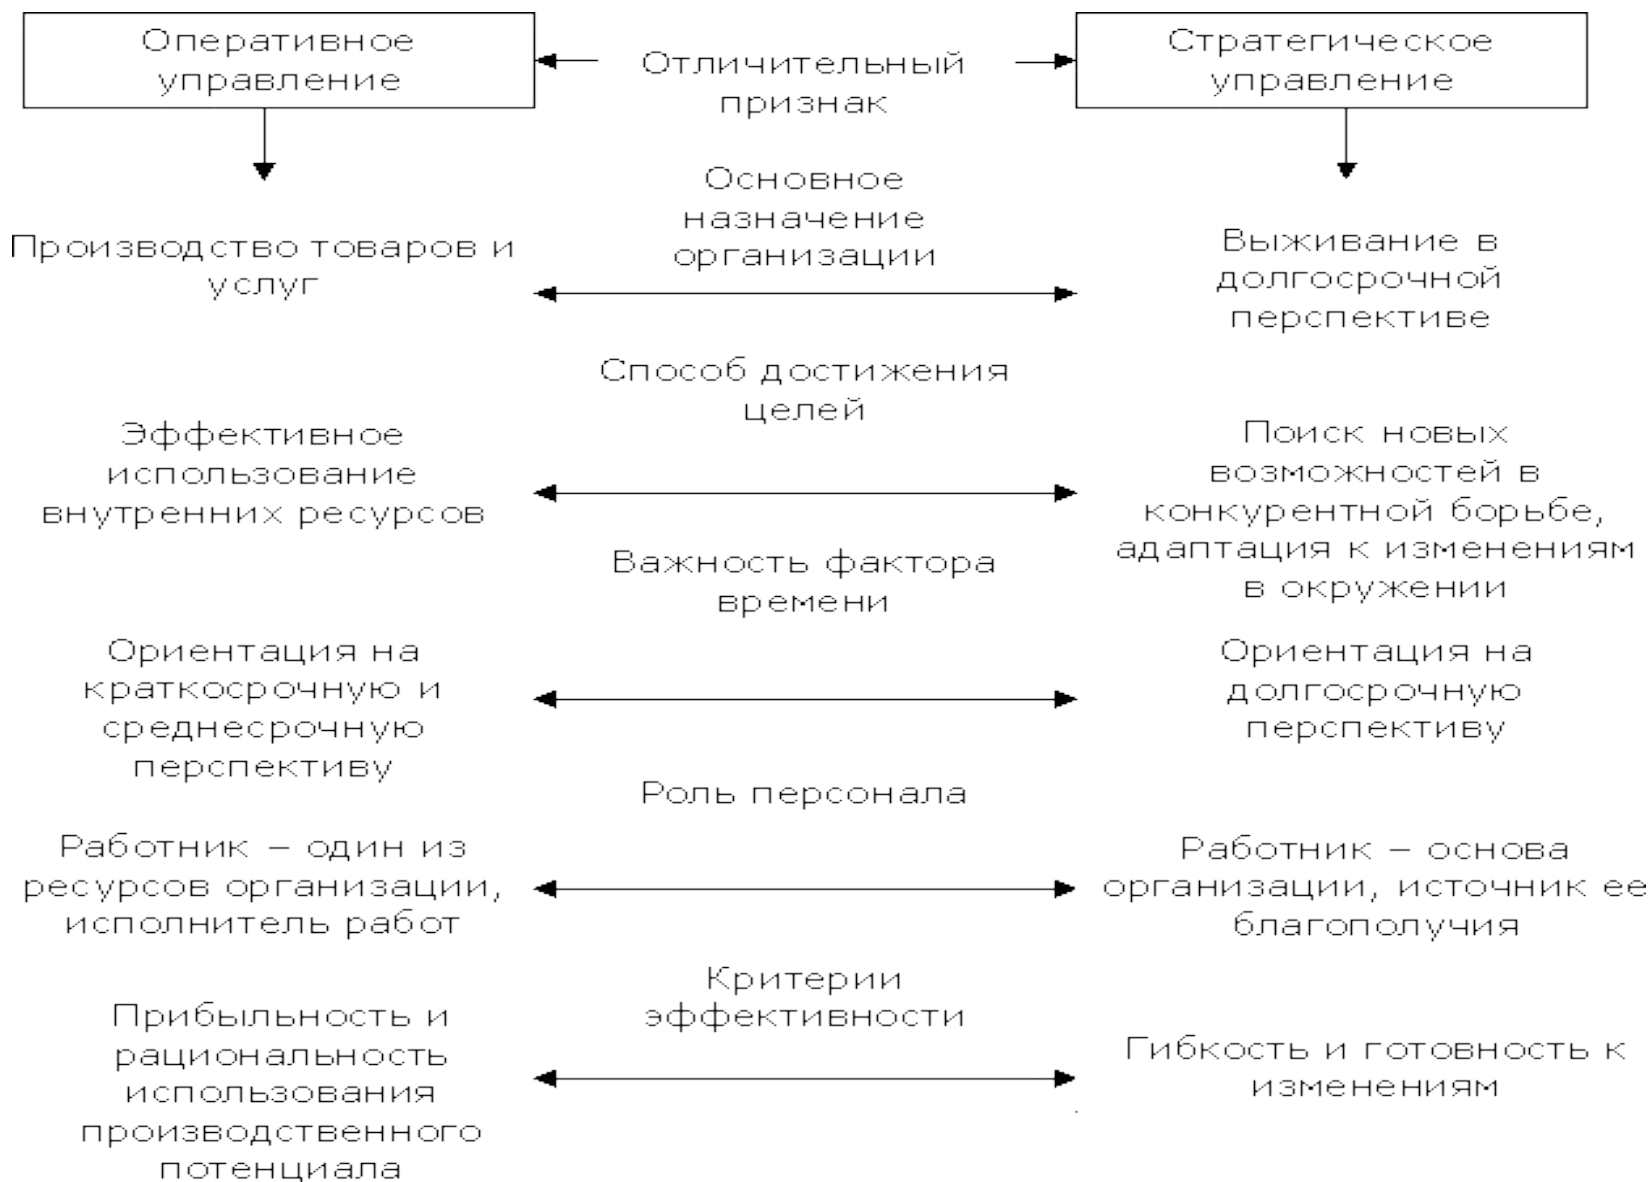 Оперативное
управление
Отличительный
признак
Стратегическое
управление
Основное
назначение
организации
Производство товаров и
услуг
Выживание в
долгосрочной
перспективе
Способ достижения
целей
Эффективное
использование
внутренних ресурсов
Поиск новых
возможностей в
конкурентной борьбе,
адаптация к изменениям
в окружении
Важность фактора
времени
Ориентация на
краткосрочную и
среднесрочную
перспективу
Ориентация на
долгосрочную
перспективу
Роль персонала
Работник – один из
ресурсов организации,
исполнитель работ
Работник – основа
организации, источник ее
благополучия
Критерии
эффективности
Прибыльность и
рациональность
использования
производственного
потенциала
Гибкость и готовность к
изменениям